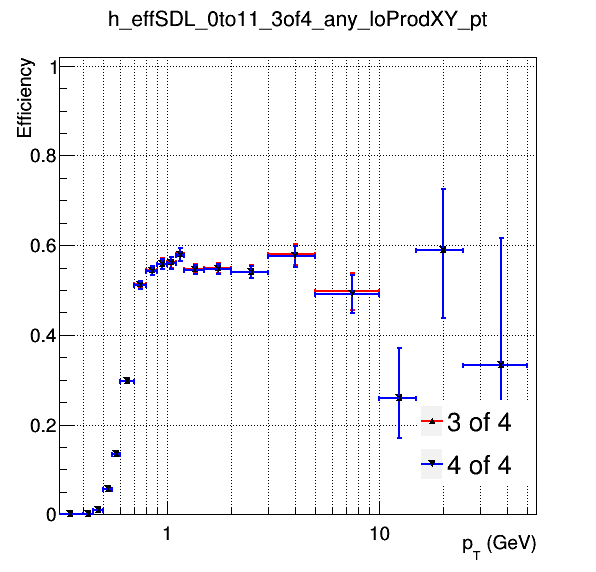 h_effSDL_0to11_3of4_any_loProdXY_pt
Efficiency
1
0.8
0.6
0.4
0.2
0
1
10
3 of 4
4 of 4
p_T (GeV)